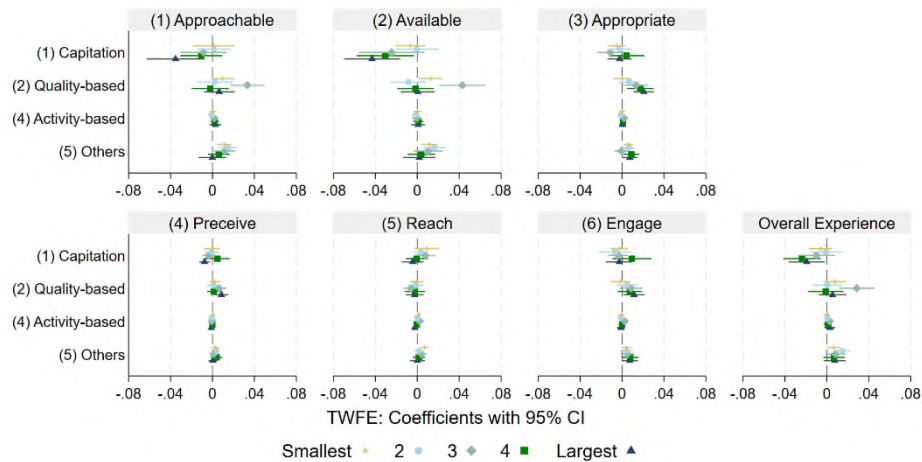 (1) Approachable
(2) Available
(3) Appropriate
(1) Capitation
(2) Quality-based
(4) Activity-based
(5) Others
-.08 -.04 0 .04 .08
-.08 -.04 0 .04 .08
-.08 -.04 0 .04 .08
(4) Preceive
(5) Reach
(6) Engage
Overall Experience
(1) Capitation
(2) Quality-based
(4) Activity-based
(5) Others
-.08 -.04 0 .04 .08
-.08 -.04 0 .04 .08
-.08 -.04 0 .04 .08
-.08 -.04 0 .04 .08
TWFE: Coefficients with 95% CI
Smallest 2 3 4 Largest